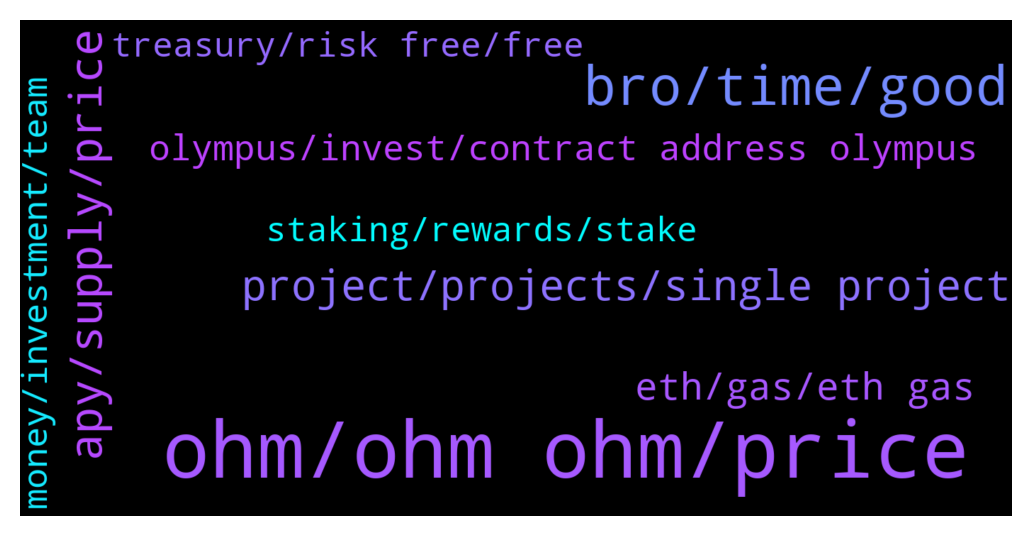 treasury/risk free/free
bro/time/good
olympus/invest/contract address olympus
staking/rewards/stake
project/projects/single project
eth/gas/eth gas
ohm/ohm ohm/price
money/investment/team
apy/supply/price